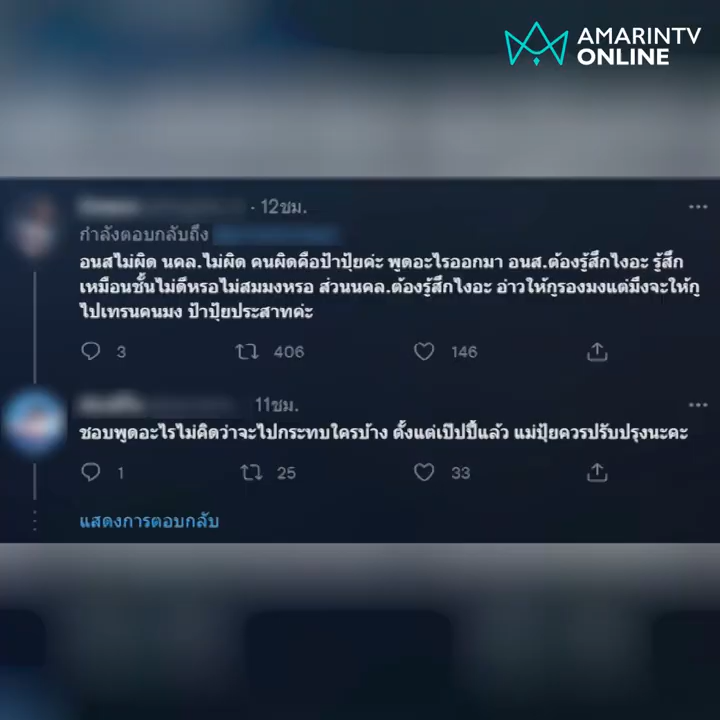 AMARINTV
ONLINE
· 12ชม.
กำลังตอบกลับถึง
อนสไม่ผิด นคล.ไม่ผิด คนผิดคือป้าปุ้ยค่ะ พูดอะไรออกมา อนส.ต้องรู้สึกไงอะ รู้สึก
เหมือนชั้นไม่ดีหรอไม่สมมงหรอ ส่วนนคล.ต้องรู้สึกไงอะ อ่าวให้กูรองมงแต่มึงจะให้กู
ไปเทรนคนมง ป้าปุ้ยประสาทค่ะ
3 406 146
11ชม.
ชอบพูดอะไรไม่คิดว่าจะไปกระทบใครบ้าง ตั้งแต่เป๊ปปี้แล้ว แม่ปุ้ยควรปรับปรุงนะคะ
1 25 33
แสดงการตอบกลับ